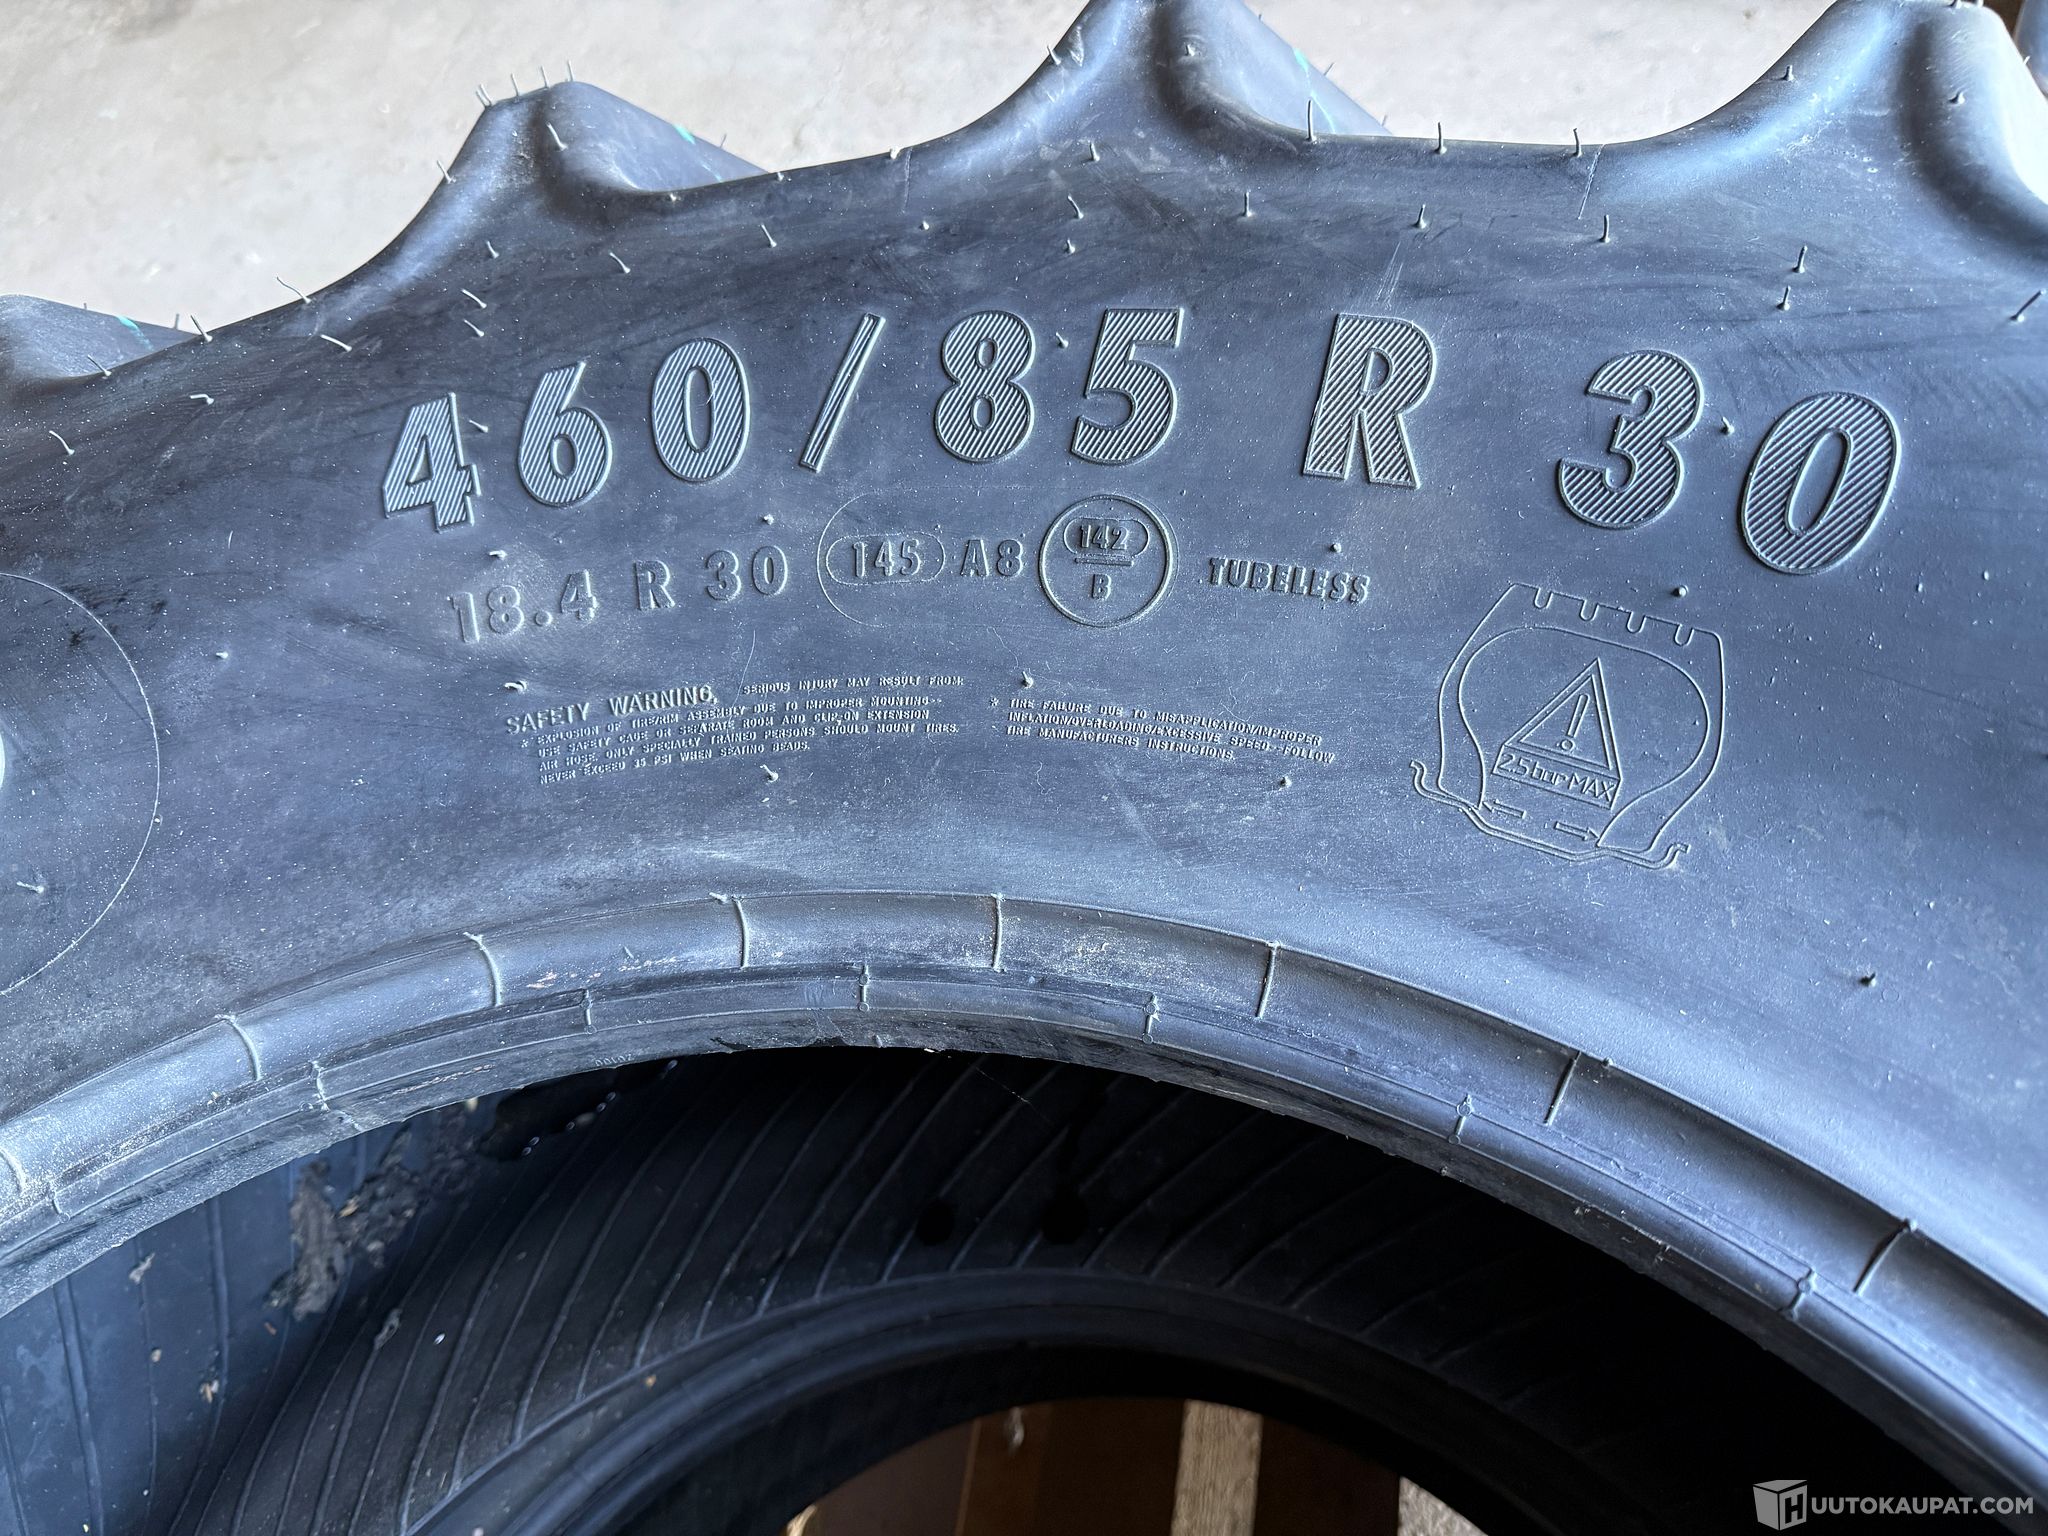 460/85 R 30
18.4 R 30 145 A8 142 B TUBELESS
SAFETY WARNING, SERIOUS INJURY MAY RESULT FROM:
* EXPLOSION OF TIRE/RIM ASSEMBLY DUE TO IMPROPER MOUNTING--
USE SAFETY CAGE OR SEPARATE ROOM AND CLIP-ON EXTENSION
AIR HOSE. ONLY SPECIALLY TRAINED PERSONS SHOULD MOUNT TIRES.
NEVER EXCEED 35 PSI WHEN SEATING BEADS.
* TIRE FAILURE DUE TO MISAPPLICATION/IMPROPER
INFLATION/OVERLOADING/EXCESSIVE SPEED.--FOLLOW
TIRE MANUFACTURERS INSTRUCTIONS.
2.5 bar MAX
HUUTOKAUPAT.COM